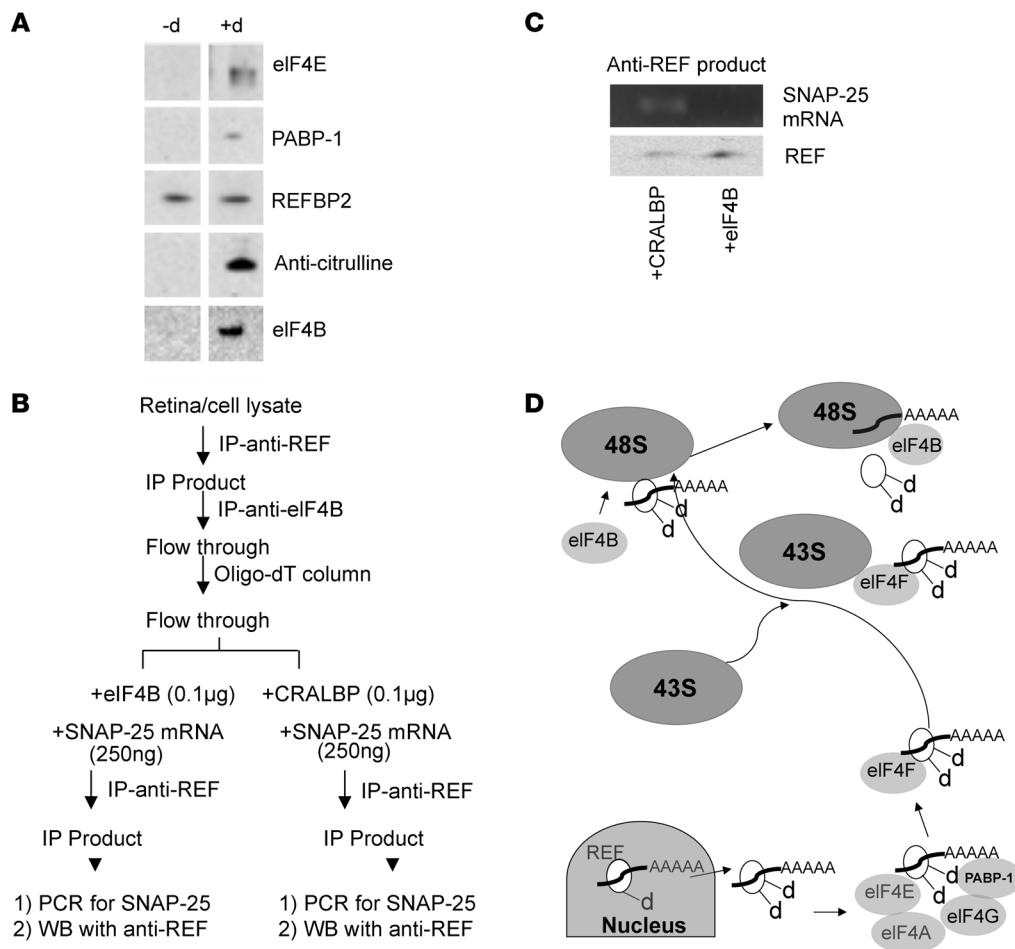 A
-d +d
eIF4E
PABP-1
REFBP2
Anti-citrulline
eIF4B
B
Retina/cell lysate
IP-anti-REF
IP Product
IP-anti-eIF4B
Flow through
Oligo-dT column
Flow through
+eIF4B (0.1µg) +CRALBP (0.1µg)
+SNAP-25 mRNA +SNAP-25 mRNA
(250ng) (250ng)
IP-anti-REF IP-anti-REF
IP Product IP Product
1) PCR for SNAP-25 1) PCR for SNAP-25
2) WB with anti-REF 2) WB with anti-REF
C
Anti-REF product
SNAP-25
mRNA
REF
+CRALBP
+eIF4B
D
48S
AAAAA
d
d
eIF4B
48S
AAAAA
eIF4B
d
d
43S
AAAAA
eIF4F
d
d
43S
AAAAA
eIF4F
d
d
REF
AAAAA
d
Nucleus
AAAAA
d
d
AAAAA
d
PABP-1
eIF4E
eIF4G
eIF4A